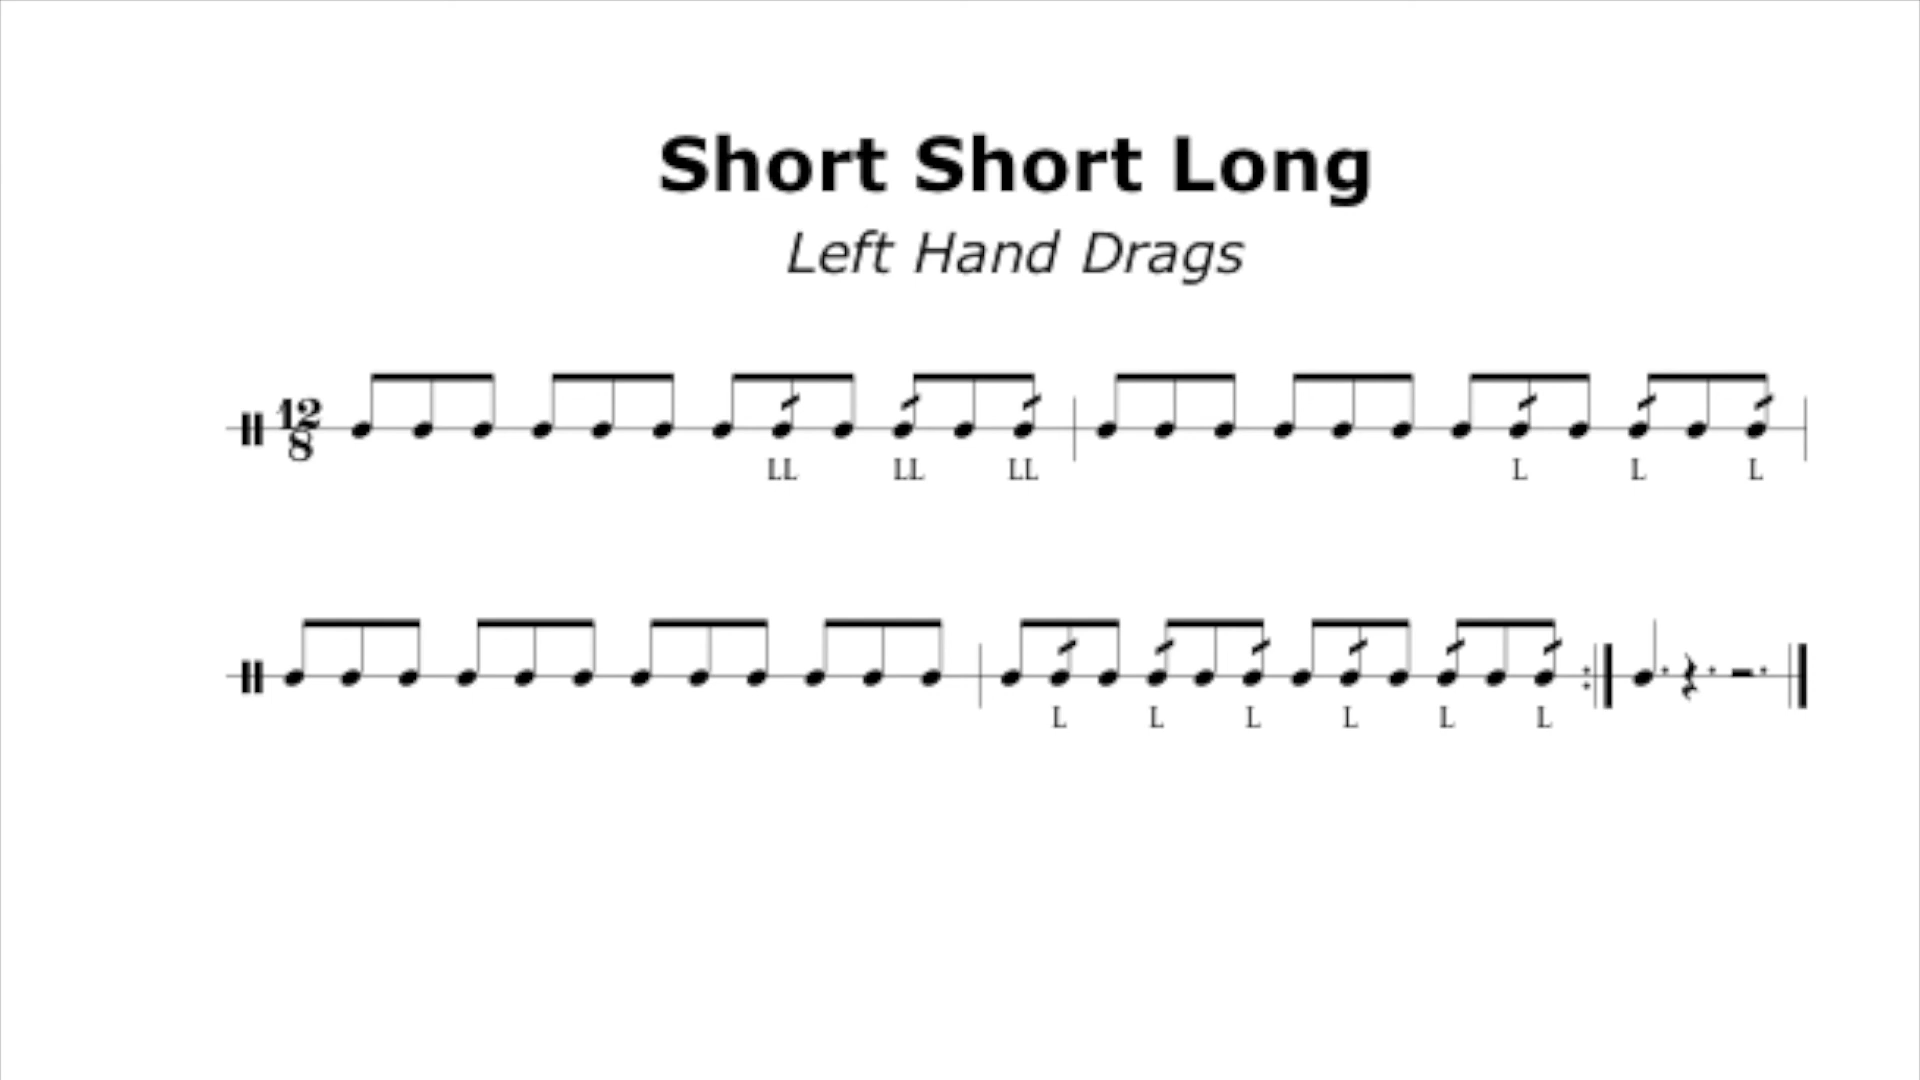 Short Short Long
Left Hand Drags
12
8
LL LL LL L L L
L L L L L L